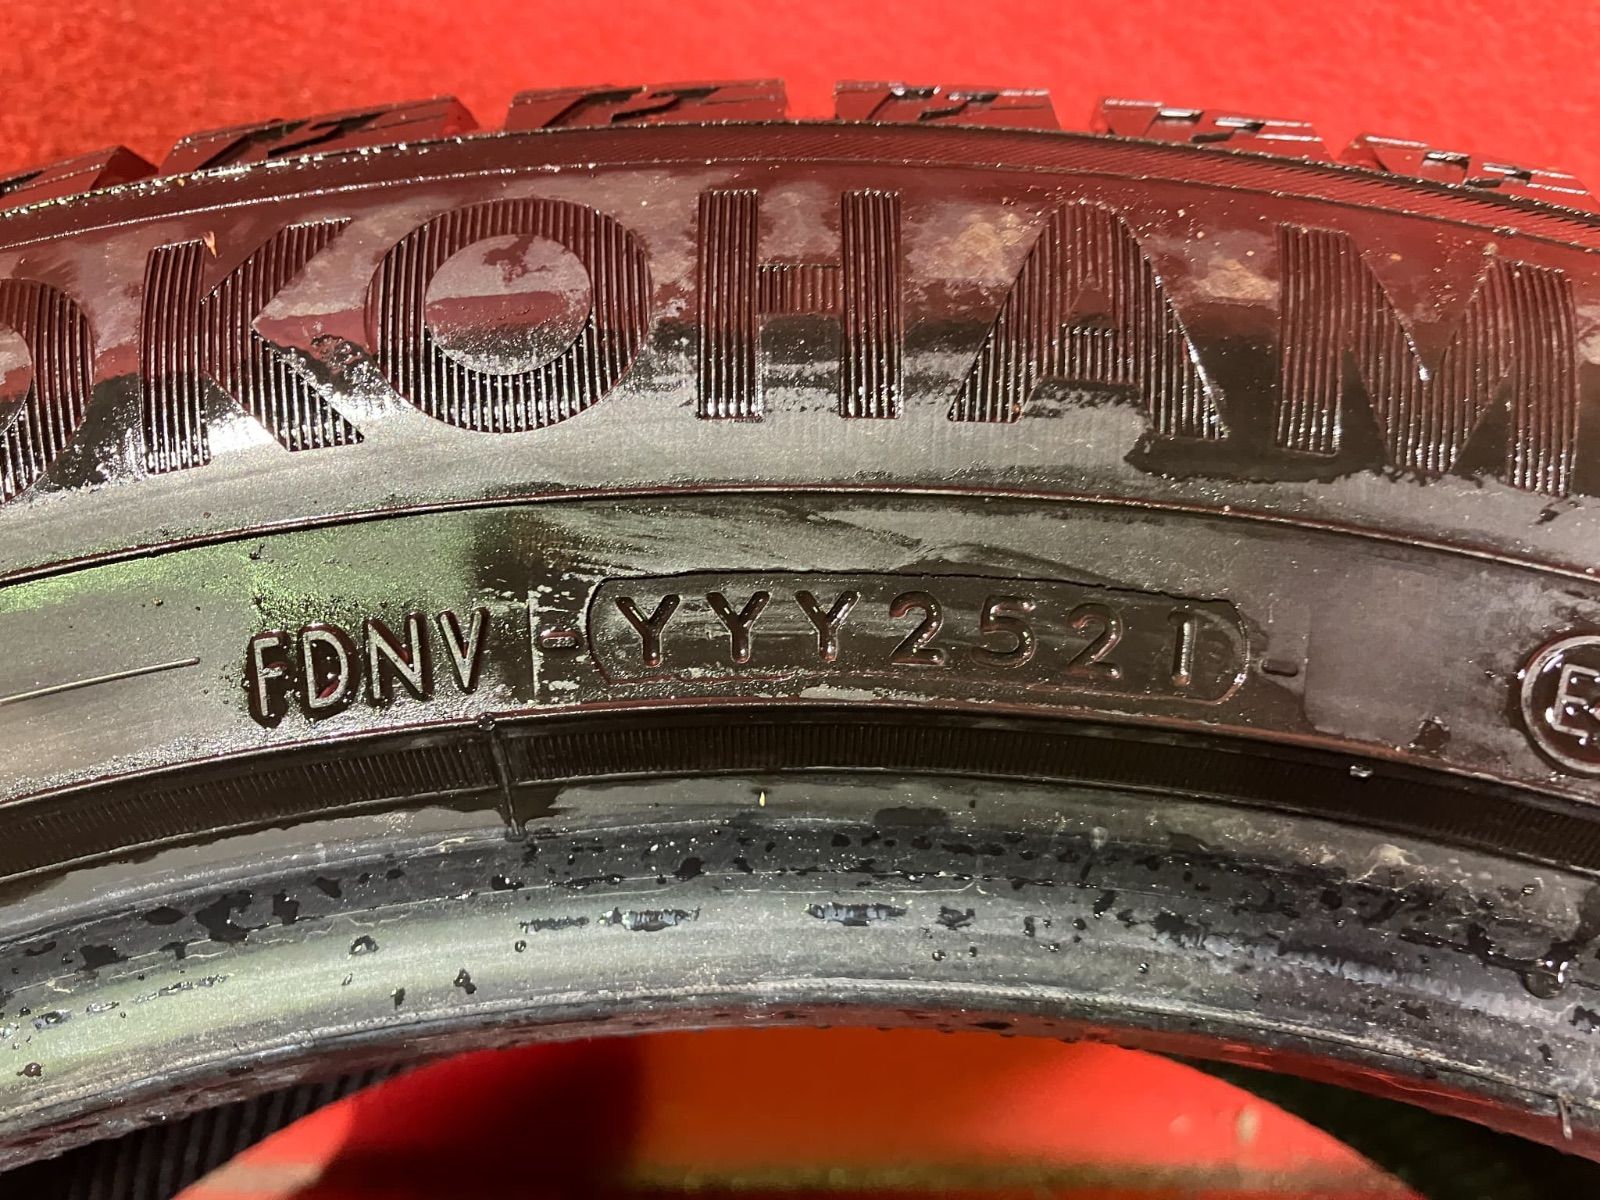 OKOHAM
FDNV - YYY2521 -
E